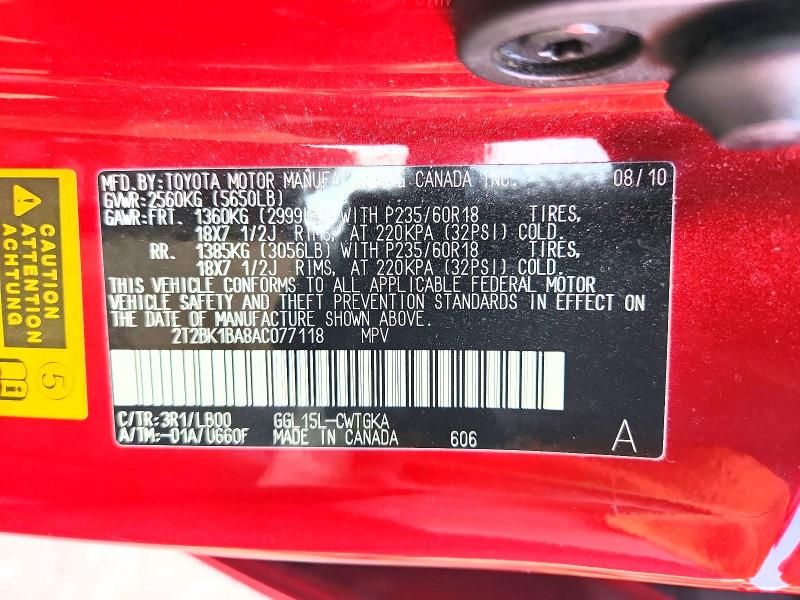 MFD.BY:TOYOTA MOTOR MANUFACTURING CANADA INC. 08/10
GVWR:2560KG (5650LB)
GAWR:FRT. 1360KG (2999LB) WITH P235/60R18 TIRES,
18X7 1/2J RIMS, AT 220KPA (32PSI) COLD.
RR. 1385KG (3056LB) WITH P235/60R18 TIRES,
18X7 1/2J RIMS, AT 220KPA (32PSI) COLD.
THIS VEHICLE CONFORMS TO ALL APPLICABLE FEDERAL MOTOR
VEHICLE SAFETY AND THEFT PREVENTION STANDARDS IN EFFECT ON
THE DATE OF MANUFACTURE SHOWN ABOVE.
2T2BK1BA8AC077118 MPV
C/TR:3R1/LB00 GGL15L-CWTGKA
A/TM:-01A/U660F MADE IN CANADA 606 A
CAUTION
ATTENTION
ACHTUNG
5